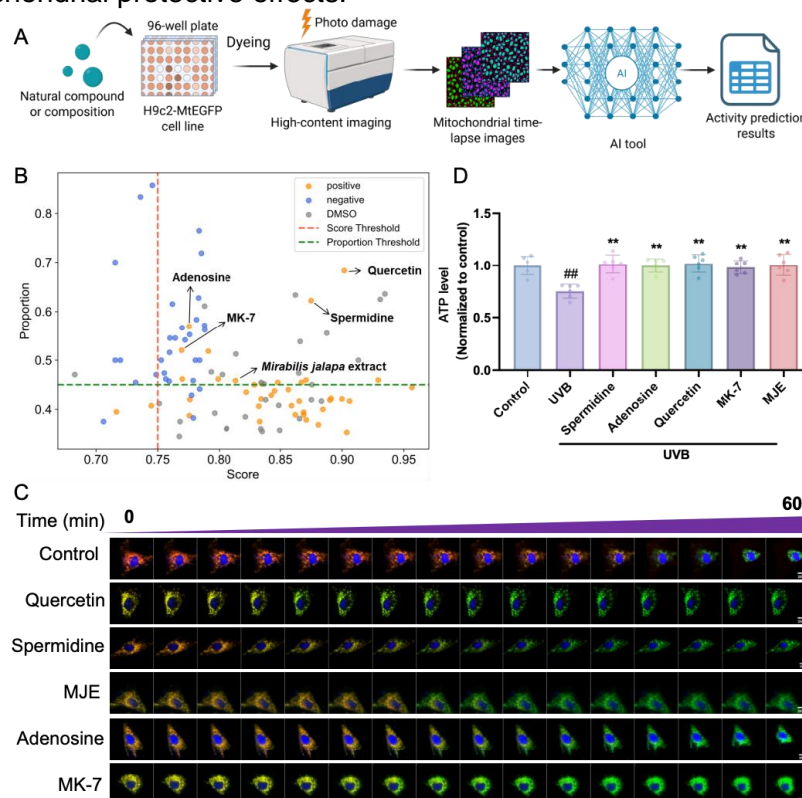 chondrial protective effects.
A
96-well plate
Natural compound
or composition
H9c2-MtEGFP
cell line
Dyeing
Photo damage
High-content imaging
Mitochondrial time-
lapse images
AI
AI tool
Activity prediction
results
B
Proportion
0.8
0.7
0.6
0.5
0.4
0.70
0.75
0.80
0.85
0.90
0.95
Score
positive
negative
DMSO
Score Threshold
Proportion Threshold
Adenosine
MK-7
Quercetin
Spermidine
Mirabilis jalapa extract
D
ATP level
(Normalized to control)
1.5
1.0
0.5
0.0
##
**
**
**
**
**
Control
UVB
Spermidine
Adenosine
Quercetin
MK-7
MJE
UVB
C
Time (min)
0
60
Control
Quercetin
Spermidine
MJE
Adenosine
MK-7